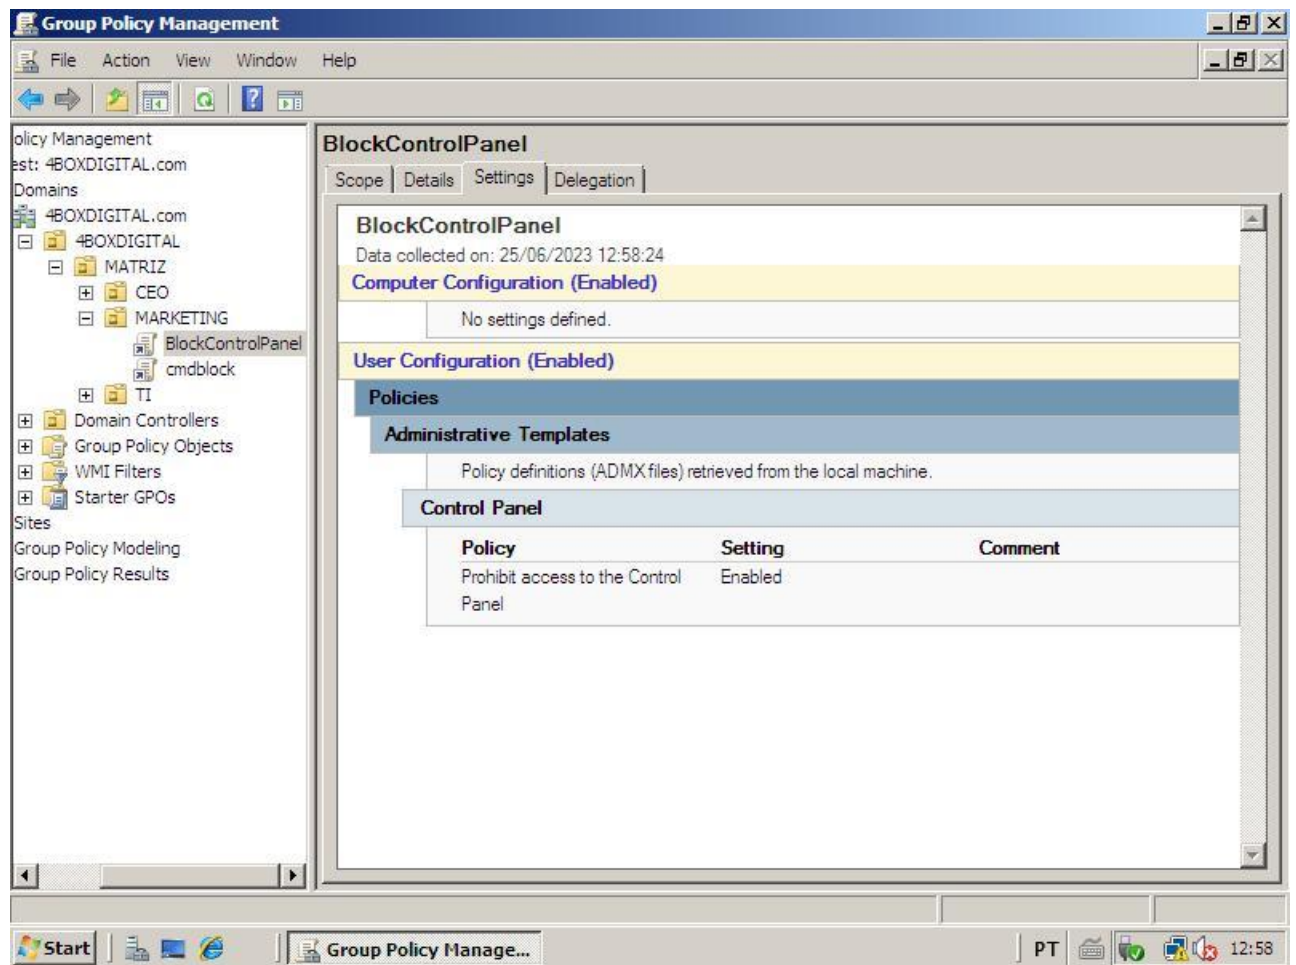 Group Policy Management
File Action View Window Help
olicy Management
est: 4BOXDIGITAL.com
Domains
4BOXDIGITAL.com
4BOXDIGITAL
MATRIZ
CEO
MARKETING
BlockControlPanel
cmdblock
TI
Domain Controllers
Group Policy Objects
WMI Filters
Starter GPOs
Sites
Group Policy Modeling
Group Policy Results
BlockControlPanel
Scope Details Settings Delegation
BlockControlPanel
Data collected on: 25/06/2023 12:58:24
Computer Configuration (Enabled)
No settings defined.
User Configuration (Enabled)
Policies
Administrative Templates
Policy definitions (ADMX files) retrieved from the local machine.
Control Panel
Policy Setting Comment
Prohibit access to the Control Enabled
Panel
Start Group Policy Manage... PT 12:58